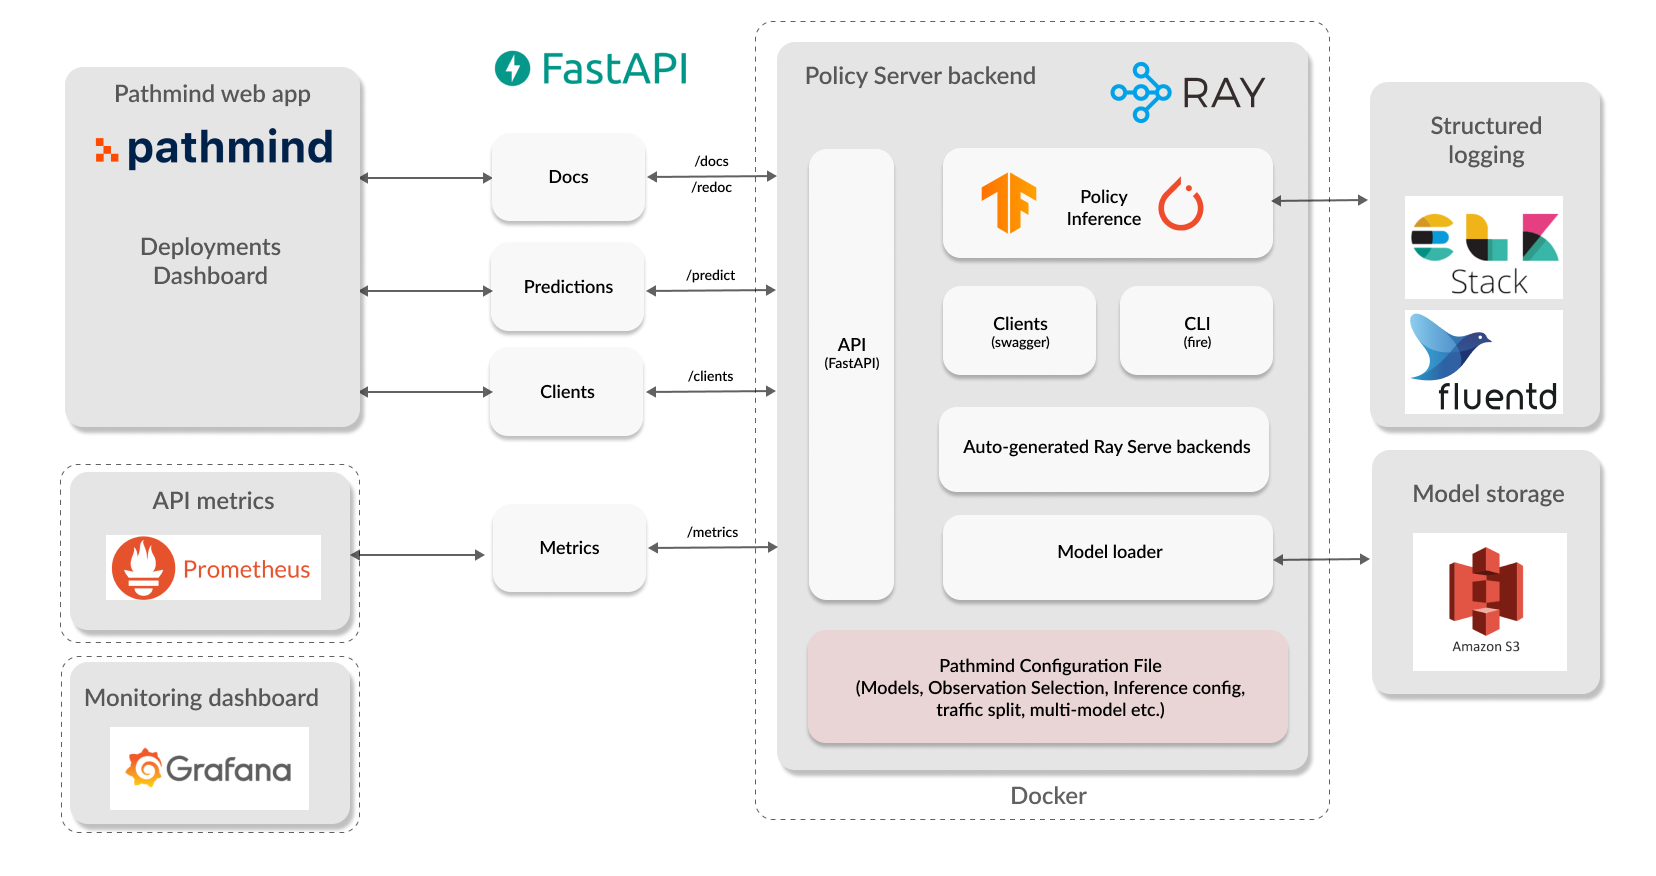 Pathmind web app
pathmind
Deployments
Dashboard
API metrics
Prometheus
Monitoring dashboard
Grafana
FastAPI
Docs
/docs
/redoc
Predictions
/predict
Clients
/clients
Metrics
/metrics
Policy Server backend
RAY
API
(FastAPI)
Policy
Inference
Clients
(swagger)
CLI
(fire)
Auto-generated Ray Serve backends
Model loader
Pathmind Configuration File
(Models, Observation Selection, Inference config,
traffic split, multi-model etc.)
Docker
Structured
logging
ELK
Stack
fluentd
Model storage
Amazon S3